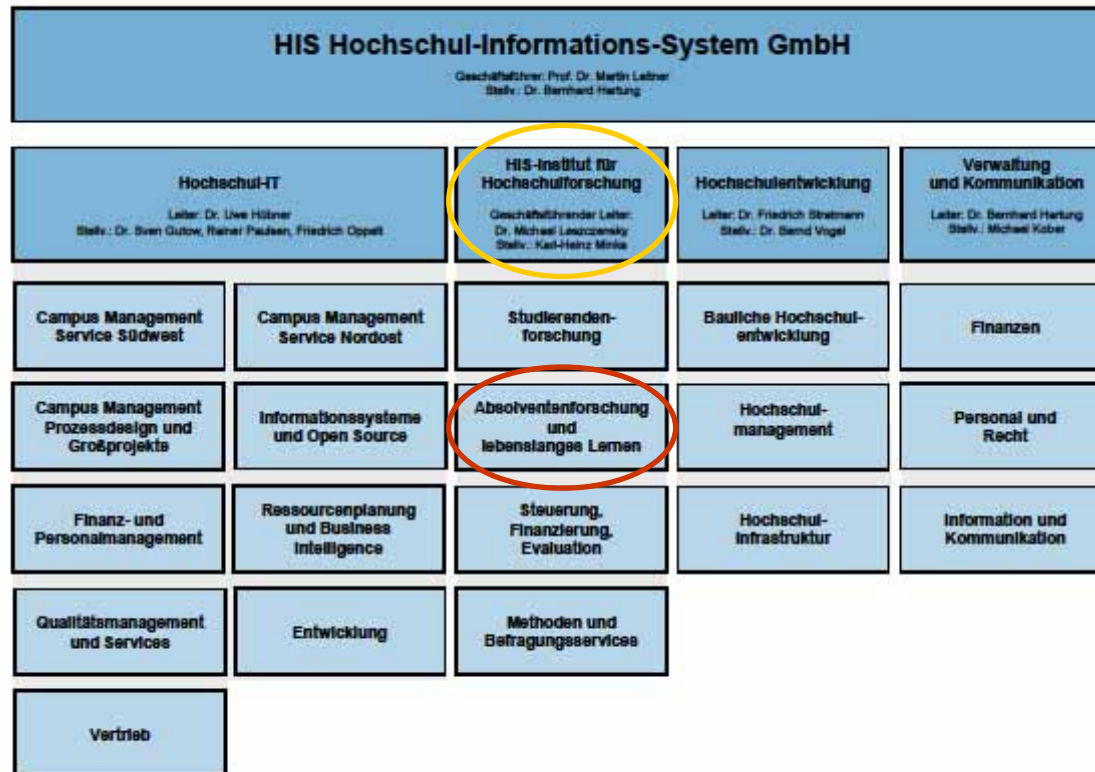 HIS Hochschul-Informations-System GmbH
Geschäftsführer: Prof. Dr. Martin Leitner
Stellv.: Dr. Bernhard Hartung
Hochschul-IT
Leiter: Dr. Uwe Hübner
Stellv.: Dr. Sven Gutow, Rainer Paulsen, Friedrich Oppelt
HIS-Institut für
Hochschulforschung
Geschäftsführender Leiter:
Dr. Michael Leszczensky
Stellv.: Karl-Heinz Minks
Hochschulentwicklung
Leiter: Dr. Friedrich Stratmann
Stellv.: Dr. Bernd Vogel
Verwaltung
und Kommunikation
Leiter: Dr. Bernhard Hartung
Stellv.: Michael Kober
Campus Management
Service Südwest
Campus Management
Service Nordost
Studierenden-
forschung
Bauliche Hochschul-
entwicklung
Finanzen
Campus Management
Prozessdesign und
Großprojekte
Informationssysteme
und Open Source
Absolventenforschung
und
lebenslanges Lernen
Hochschul-
management
Personal und
Recht
Finanz- und
Personalmanagement
Ressourcenplanung
und Business
Intelligence
Steuerung,
Finanzierung,
Evaluation
Hochschul-
infrastruktur
Information und
Kommunikation
Qualitätsmanagement
und Services
Entwicklung
Methoden und
Befragungsservices
Vertrieb